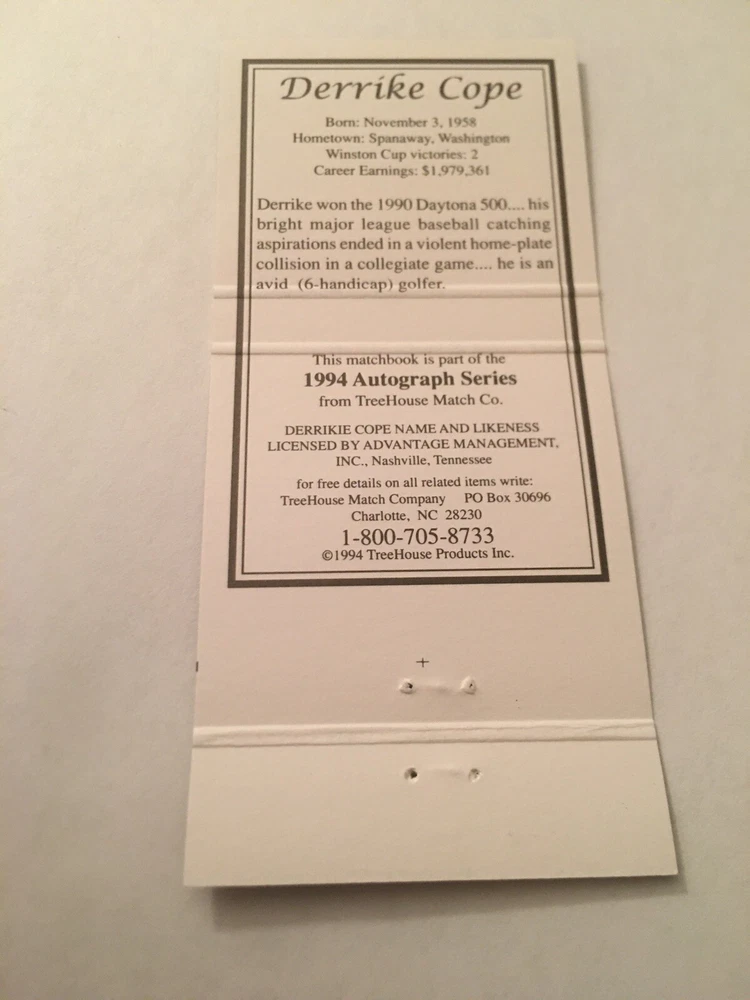 Derrike Cope
Born: November 3, 1958
Hometown: Spanaway, Washington
Winston Cup victories: 2
Career Earnings: $1,979,361
Derrike won the 1990 Daytona 500.... his
bright major league baseball catching
aspirations ended in a violent home-plate
collision in a collegiate game.... he is an
avid (6-handicap) golfer.
This matchbook is part of the
1994 Autograph Series
from TreeHouse Match Co.
DERRIKIE COPE NAME AND LIKENESS
LICENSED BY ADVANTAGE MANAGEMENT,
INC., Nashville, Tennessee
for free details on all related items write:
TreeHouse Match Company PO Box 30696
Charlotte, NC 28230
1-800-705-8733
©1994 TreeHouse Products Inc.